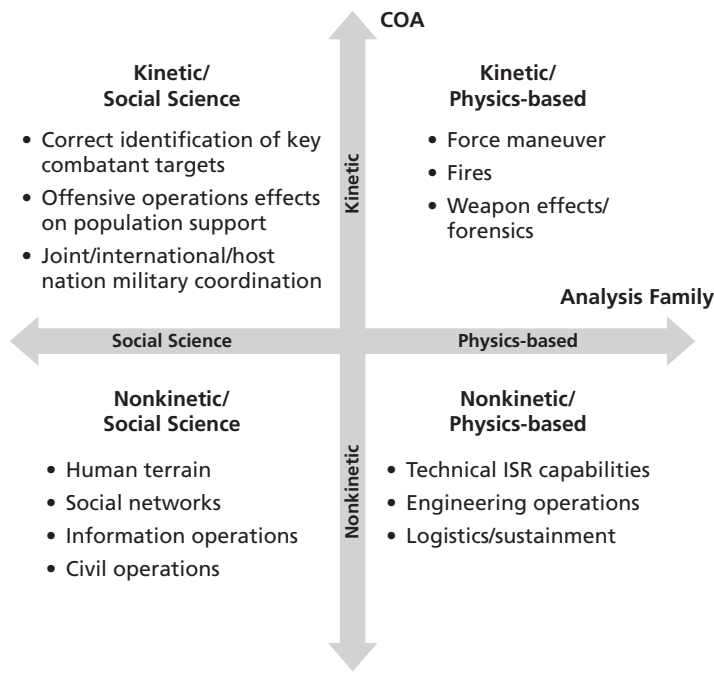 COA
Kinetic/
Social Science
• Correct identification of key
combatant targets
• Offensive operations effects
on population support
• Joint/international/host
nation military coordination
Kinetic
Kinetic/
Physics-based
• Force maneuver
• Fires
• Weapon effects/
forensics
Analysis Family
Social Science
Physics-based
Nonkinetic/
Social Science
• Human terrain
• Social networks
• Information operations
• Civil operations
Nonkinetic
Nonkinetic/
Physics-based
• Technical ISR capabilities
• Engineering operations
• Logistics/sustainment